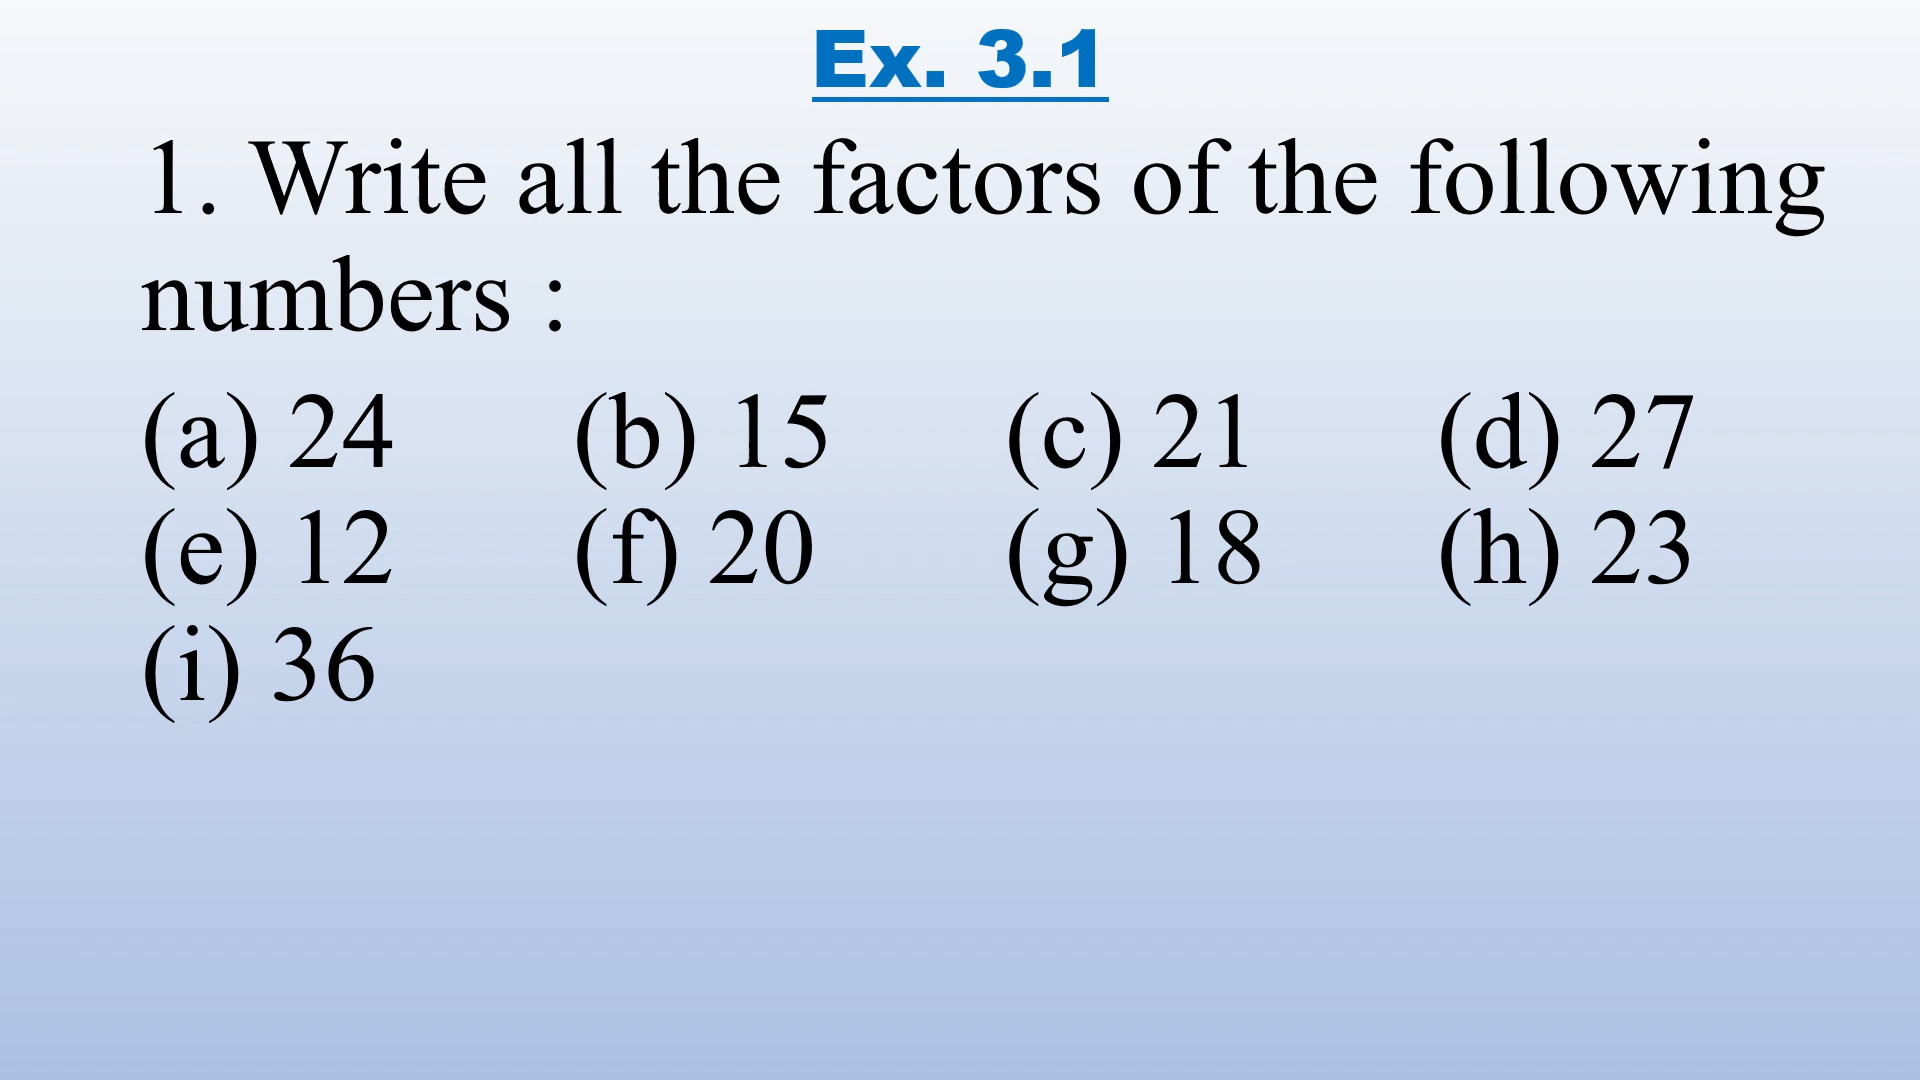 Ex. 3.1
1. Write all the factors of the following
numbers :
(a) 24 (b) 15 (c) 21 (d) 27
(e) 12 (f) 20 (g) 18 (h) 23
(i) 36